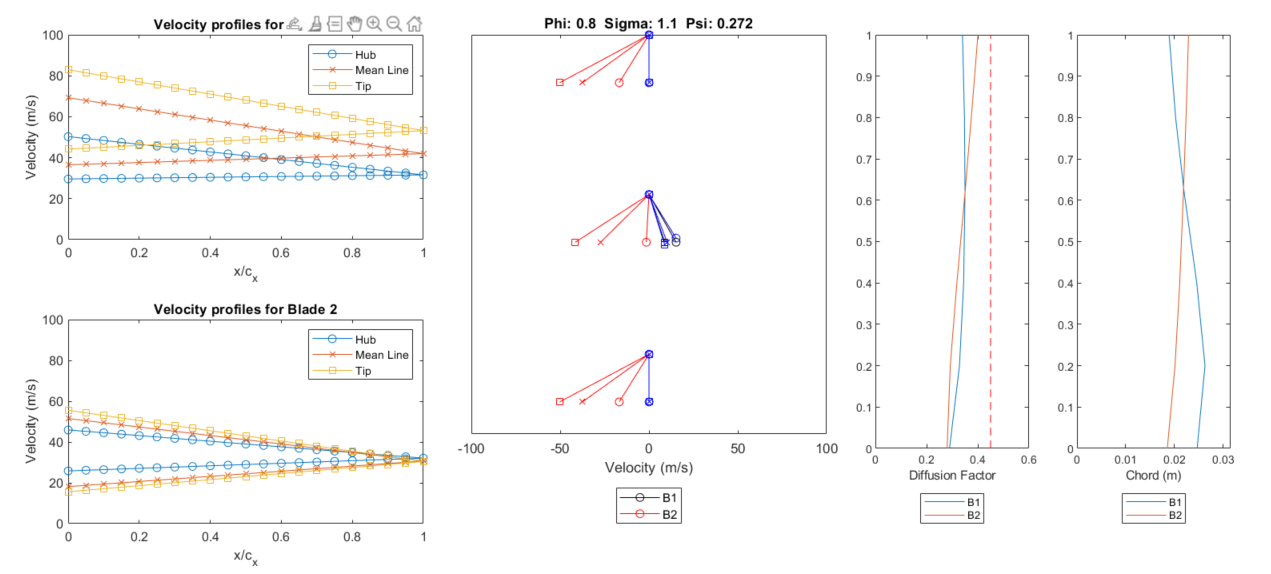 Velocity profiles for
100
80
60
40
20
0
Velocity (m/s)
0
0.2
0.4
0.6
0.8
1
x/c_x
Hub
Mean Line
Tip
Velocity profiles for Blade 2
100
80
60
40
20
0
Velocity (m/s)
0
0.2
0.4
0.6
0.8
1
x/c_x
Hub
Mean Line
Tip
Phi: 0.8 Sigma: 1.1 Psi: 0.272
-100
-50
0
50
100
Velocity (m/s)
B1
B2
1
0.9
0.8
0.7
0.6
0.5
0.4
0.3
0.2
0.1
0
0
0.2
0.4
0.6
Diffusion Factor
B1
B2
1
0.9
0.8
0.7
0.6
0.5
0.4
0.3
0.2
0.1
0
0
0.01
0.02
0.03
Chord (m)
B1
B2